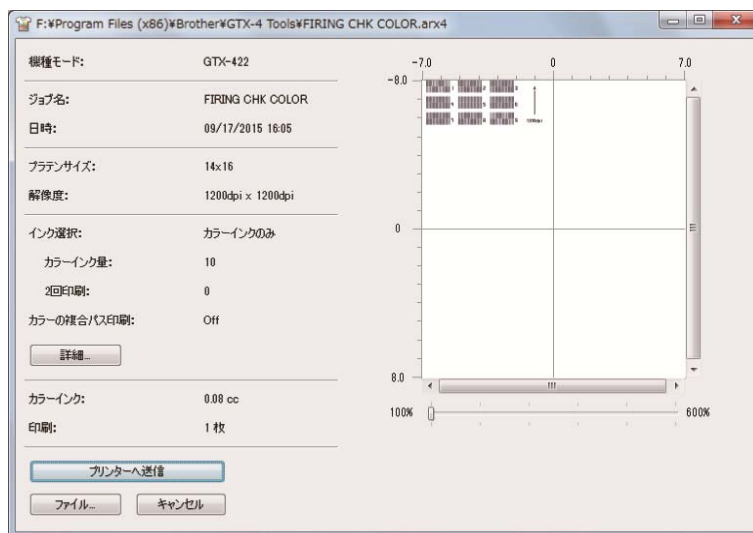 F:¥Program Files (x86)¥Brother¥GTX-4 Tools¥FIRING CHK COLOR.arx4
機種モード: GTX-422
ジョブ名: FIRING CHK COLOR
日時: 09/17/2015 16:05
プラテンサイズ: 14x16
解像度: 1200dpi x 1200dpi
インク選択: カラーインクのみ
カラーインク量: 10
2回印刷: 0
カラーの複合パス印刷: Off
詳細...
カラーインク: 0.08 cc
印刷: 1 枚
プリンターへ送信
ファイル... キャンセル
-7.0 0 7.0
-8.0
0
8.0
100% 600%